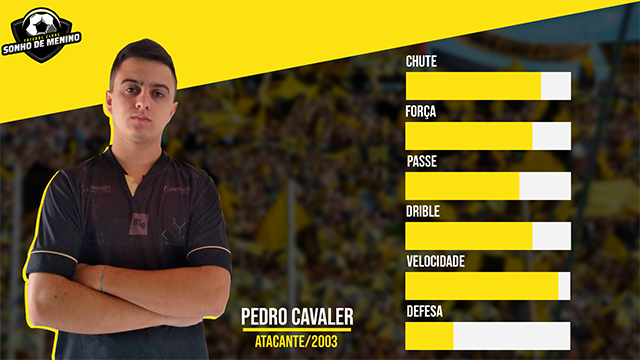 FUTEBOL CLUBE
SONHO DE MENINO
CHUTE
FORÇA
PASSE
DRIBLE
VELOCIDADE
DEFESA
PEDRO CAVALER
ATACANTE/2003